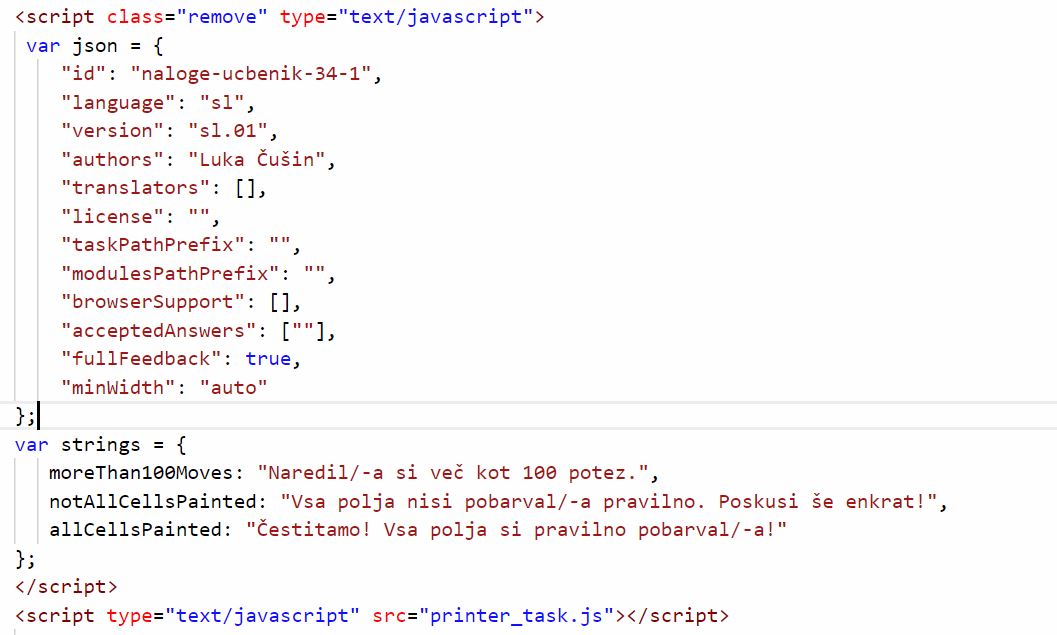 <script class="remove" type="text/javascript">
var json = {
"id": "naloge-ucbenik-34-1",
"language": "sl",
"version": "sl.01",
"authors": "Luka Čušin",
"translators": [],
"license": "",
"taskPathPrefix": "",
"modulesPathPrefix": "",
"browserSupport": [],
"acceptedAnswers": [""],
"fullFeedback": true,
"minWidth": "auto"
};
var strings = {
moreThan100Moves: "Naredil/-a si več kot 100 potez.",
notAllCellsPainted: "Vsa polja nisi pobarval/-a pravilno. Poskusi še enkrat!",
allCellsPainted: "Čestitamo! Vsa polja si pravilno pobarval/-a!"
};
</script>
<script type="text/javascript" src="printer_task.js"></script>